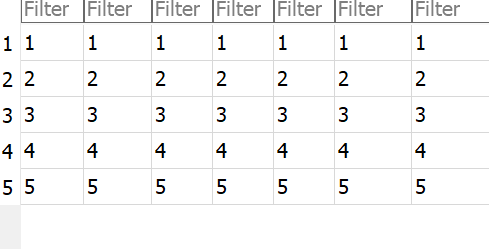 Filter Filter Filter Filter Filter Filter Filter
1 1 1 1 1 1 1 1
2 2 2 2 2 2 2 2
3 3 3 3 3 3 3 3
4 4 4 4 4 4 4 4
5 5 5 5 5 5 5 5